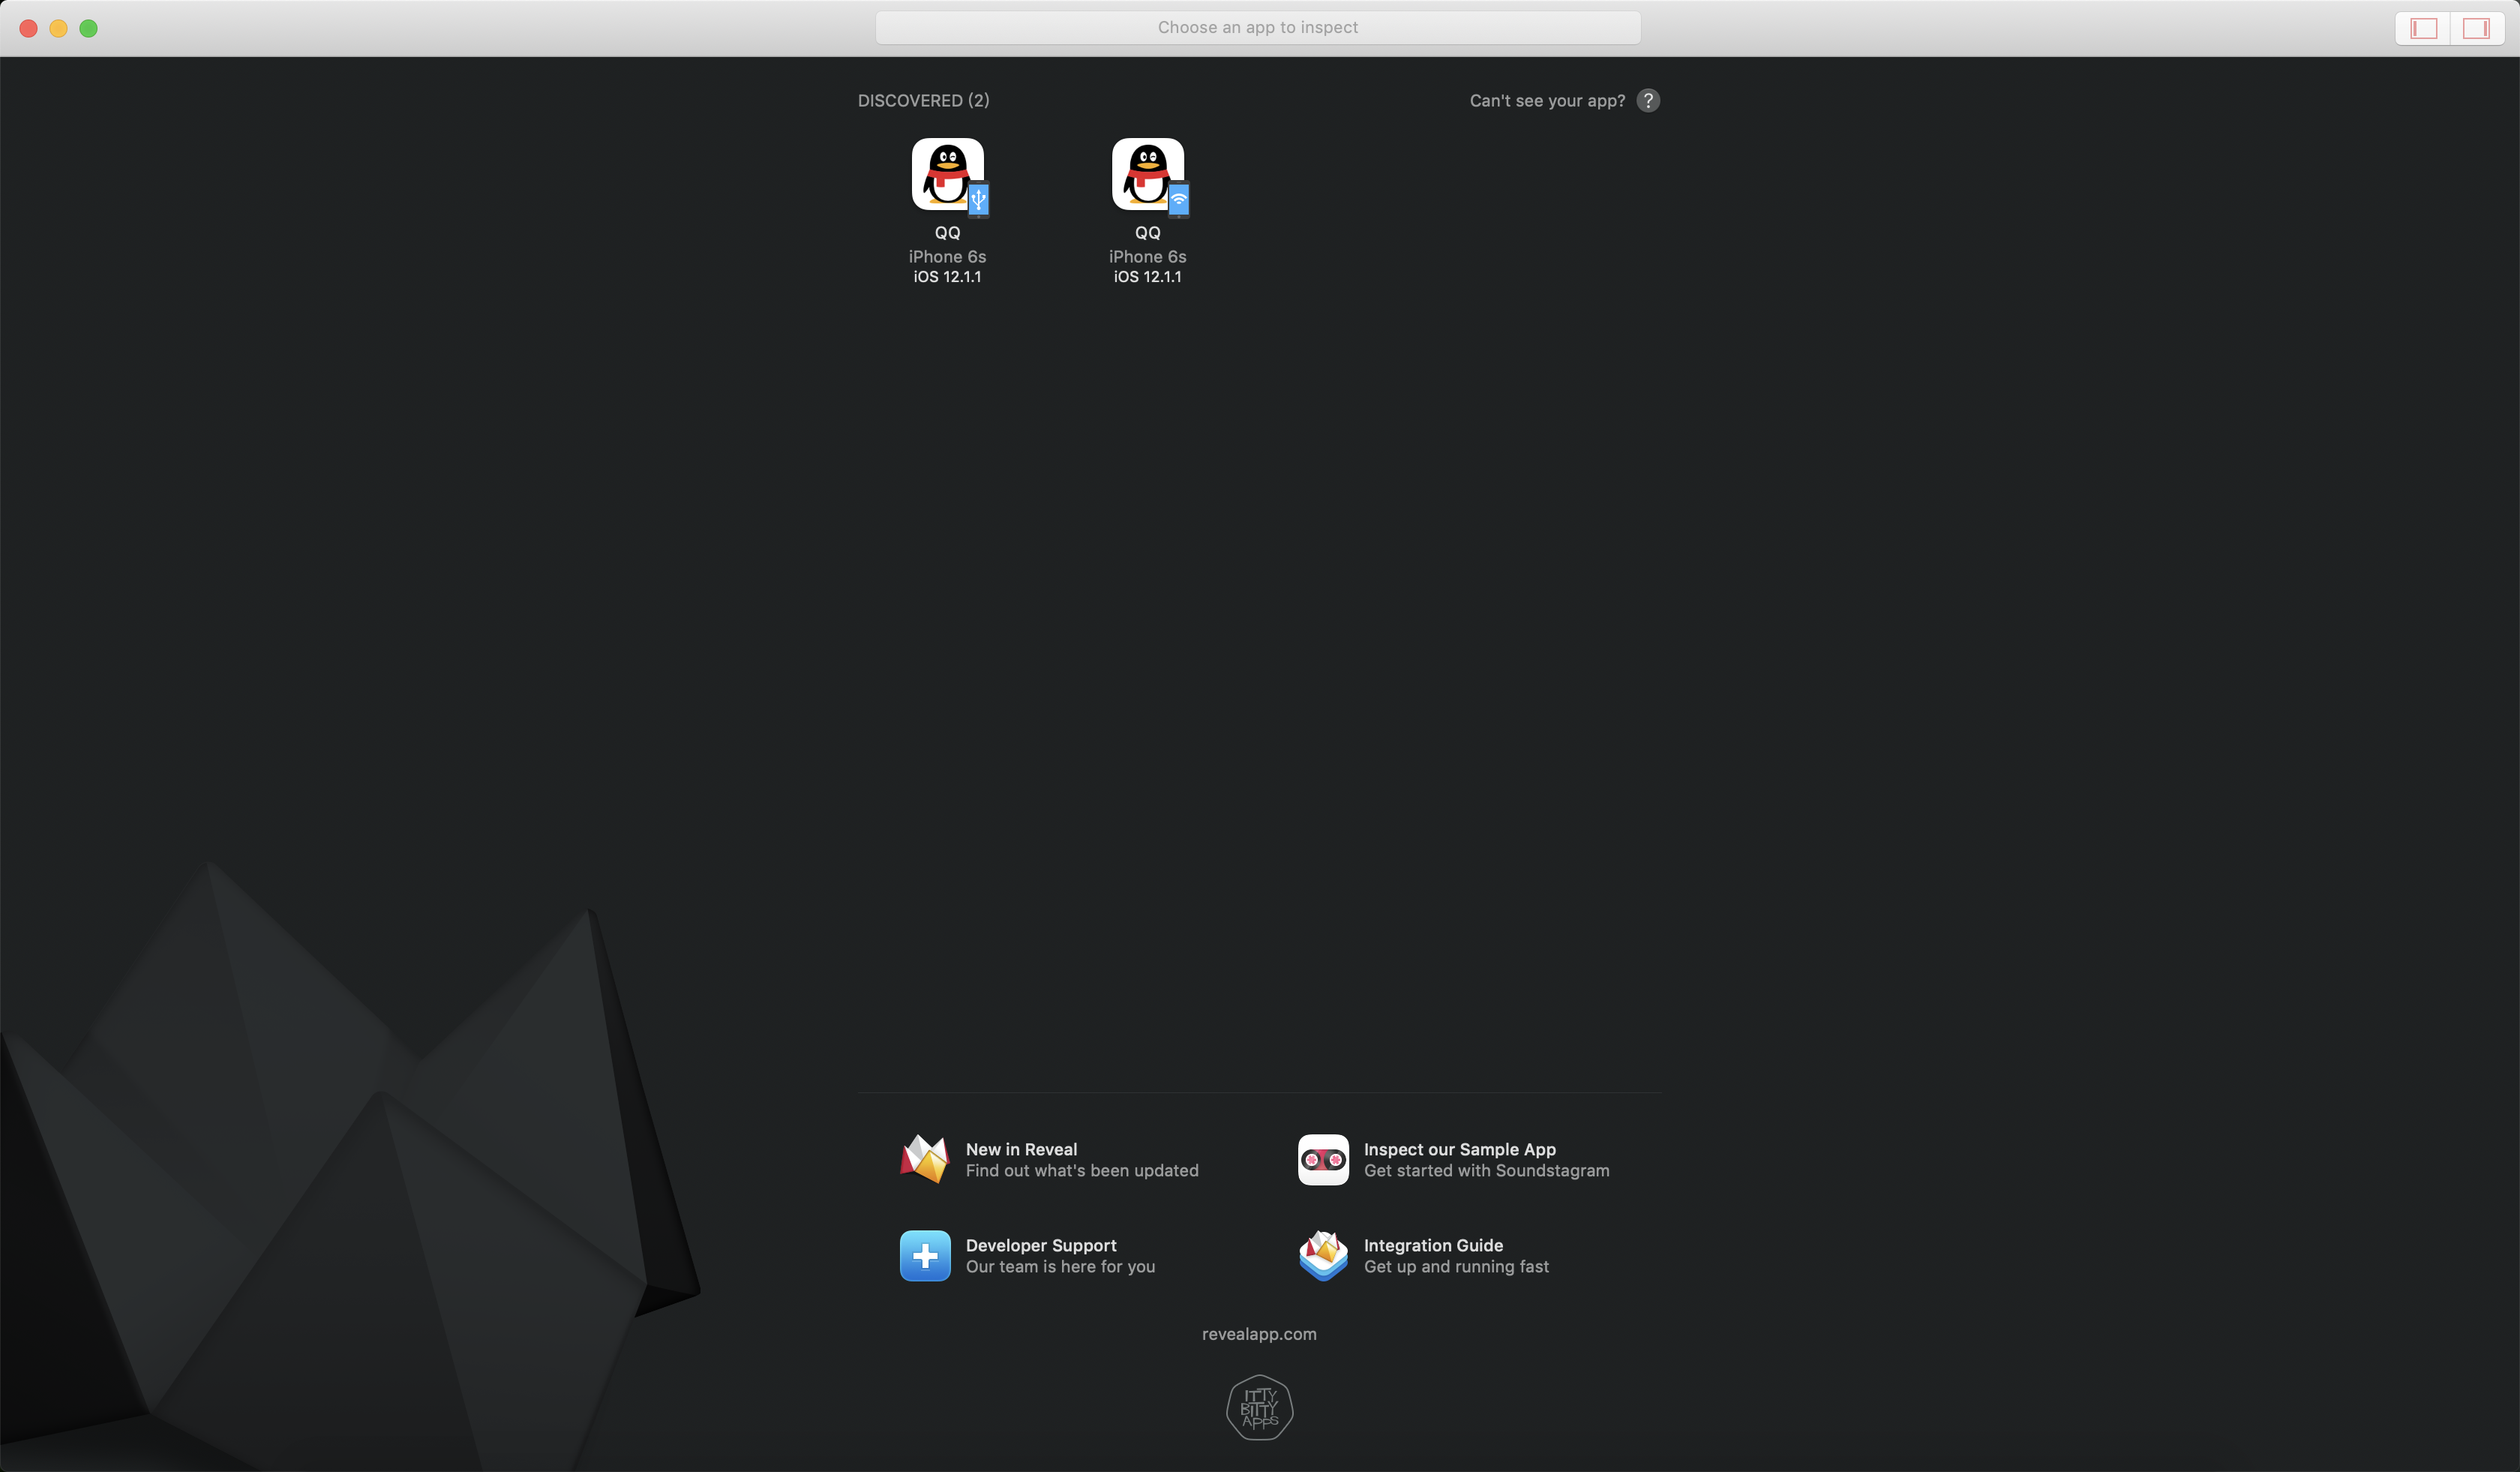 Choose an app to inspect
DISCOVERED (2)
Can't see your app? ?
QQ
iPhone 6s
iOS 12.1.1
QQ
iPhone 6s
iOS 12.1.1
New in Reveal
Find out what's been updated
Inspect our Sample App
Get started with Soundstagram
Developer Support
Our team is here for you
Integration Guide
Get up and running fast
revealapp.com
ITTY
BITTY
APPS